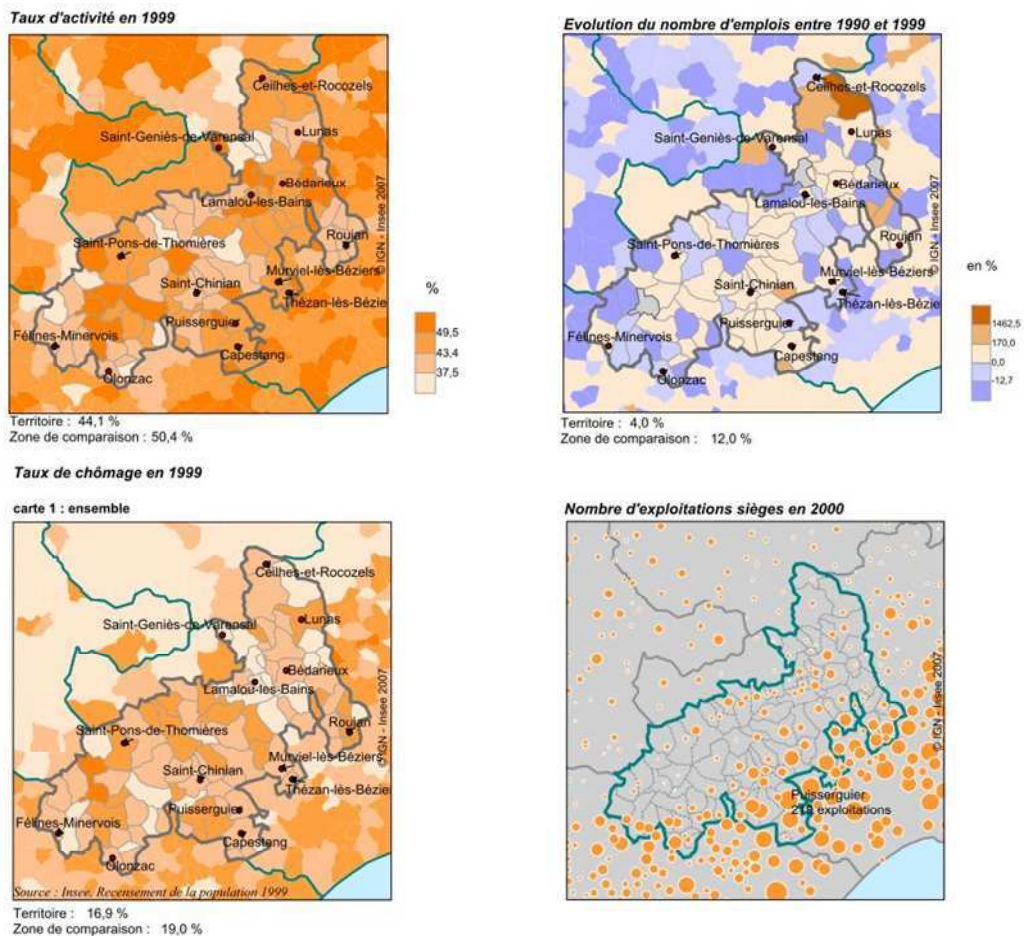 Taux d'activité en 1999
Ceilhes-et-Rocozels
Saint-Geniès-de-Varensal
Lunas
Bédarieux
Lamalou-les-Bains
Roujan
Saint-Pons-de-Thomières
Murviel-lès-Béziers
Saint-Chinian
Thézan-lès-Bézie
Puisserguier
Félines-Minervois
Capestang
Olonzac
© IGN - Insee 2007
%
49,5
43,4
37,5
Territoire : 44,1 %
Zone de comparaison : 50,4 %
Evolution du nombre d'emplois entre 1990 et 1999
Ceilhes-et-Rocozels
Saint-Geniès-de-Varensal
Lunas
Bédarieux
Lamalou-les-Bains
Roujan
Saint-Pons-de-Thomières
Murviel-lès-Béziers
Saint-Chinian
Thézan-lès-Bézie
Puisserguier
Félines-Minervois
Capestang
Olonzac
© IGN - Insee 2007
en %
1462,5
170,0
0,0
-12,7
Territoire : 4,0 %
Zone de comparaison : 12,0 %
Taux de chômage en 1999
carte 1 : ensemble
Ceilhes-et-Rocozels
Saint-Geniès-de-Varensal
Lunas
Bédarieux
Lamalou-les-Bains
Roujan
Saint-Pons-de-Thomières
Murviel-lès-Béziers
Saint-Chinian
Thézan-lès-Bézie
Puisserguier
Félines-Minervois
Capestang
Olonzac
© IGN - Insee 2007
Source : Insee, Recensement de la population 1999
Territoire : 16,9 %
Zone de comparaison : 19,0 %
Nombre d'exploitations sièges en 2000
Puisserguier
exploitations
© IGN - Insee 2007